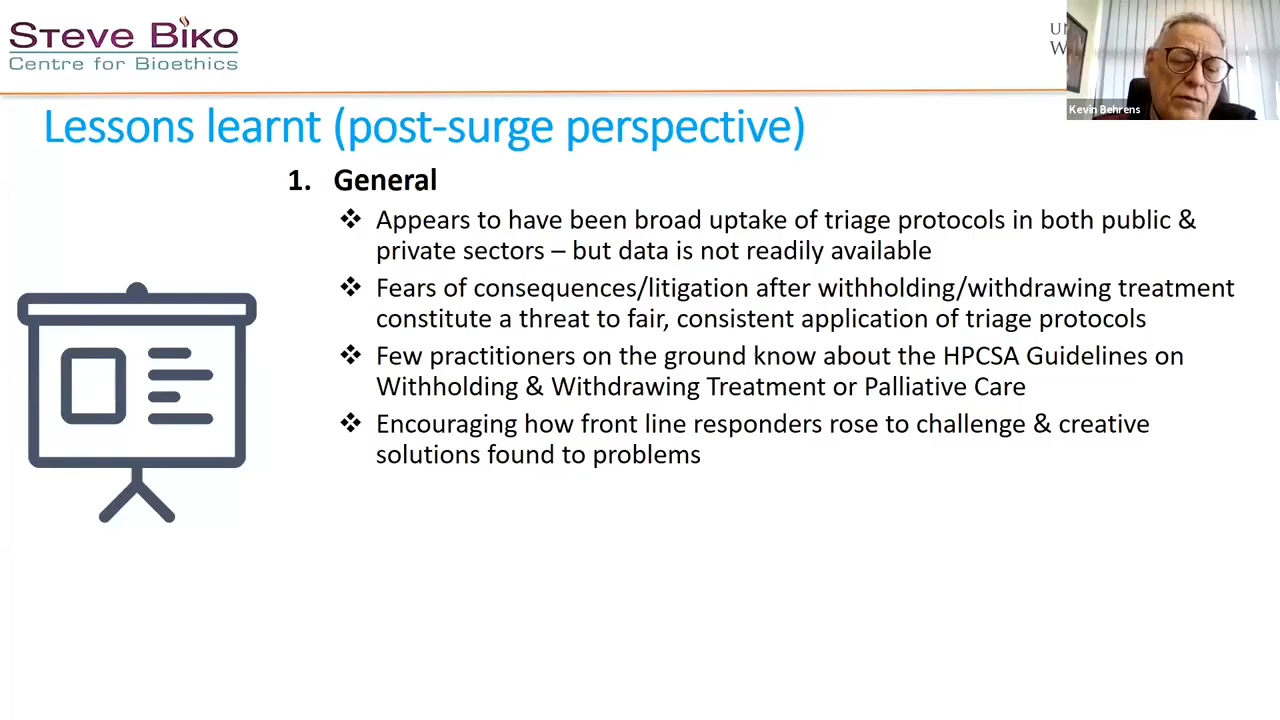 Steve Biko
Centre for Bioethics
Kevin Behrens
Lessons learnt (post-surge perspective)
1. General
❖ Appears to have been broad uptake of triage protocols in both public &
private sectors – but data is not readily available
❖ Fears of consequences/litigation after withholding/withdrawing treatment
constitute a threat to fair, consistent application of triage protocols
❖ Few practitioners on the ground know about the HPCSA Guidelines on
Withholding & Withdrawing Treatment or Palliative Care
❖ Encouraging how front line responders rose to challenge & creative
solutions found to problems